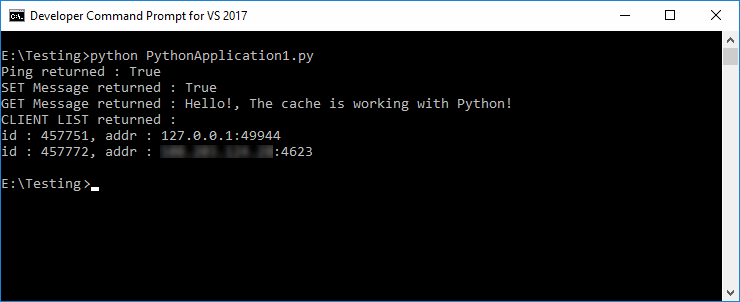 Developer Command Prompt for VS 2017
E:\Testing>python PythonApplication1.py
Ping returned : True
SET Message returned : True
GET Message returned : Hello!, The cache is working with Python!
CLIENT LIST returned :
id : 457751, addr : 127.0.0.1:49944
id : 457772, addr : :4623
E:\Testing>